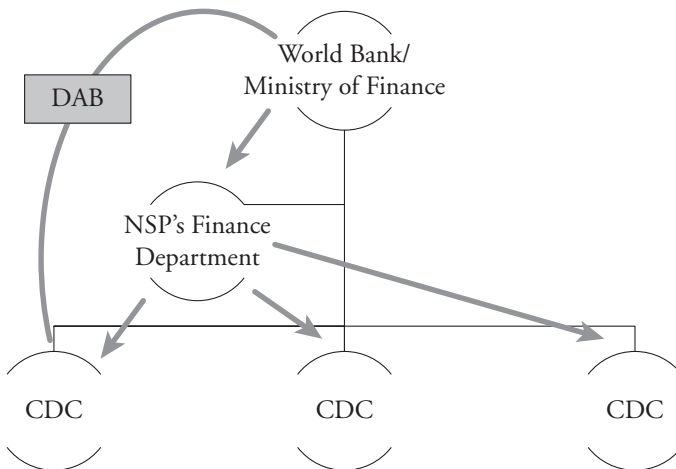 World Bank/
Ministry of Finance
DAB
NSP’s Finance
Department
CDC
CDC
CDC